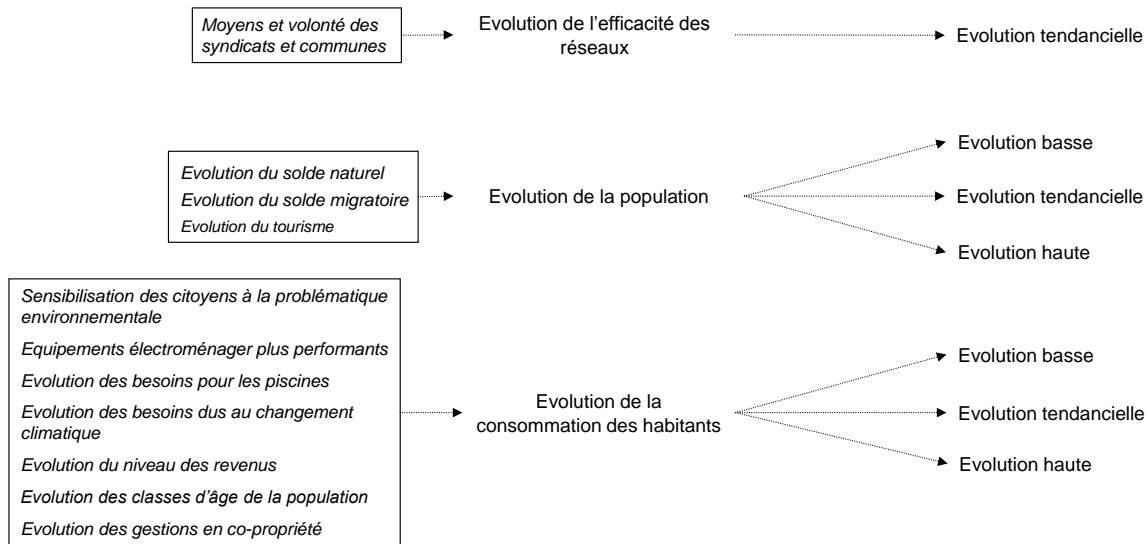 Moyens et volonté des
syndicats et communes
Evolution de l'efficacité des
réseaux
Evolution tendancielle
Evolution du solde naturel
Evolution du solde migratoire
Evolution du tourisme
Evolution de la population
Evolution basse
Evolution tendancielle
Evolution haute
Sensibilisation des citoyens à la problématique
environnementale
Equipements électroménager plus performants
Evolution des besoins pour les piscines
Evolution des besoins dus au changement
climatique
Evolution du niveau des revenus
Evolution des classes d'âge de la population
Evolution des gestions en co-propriété
Evolution de la
consommation des habitants
Evolution basse
Evolution tendancielle
Evolution haute